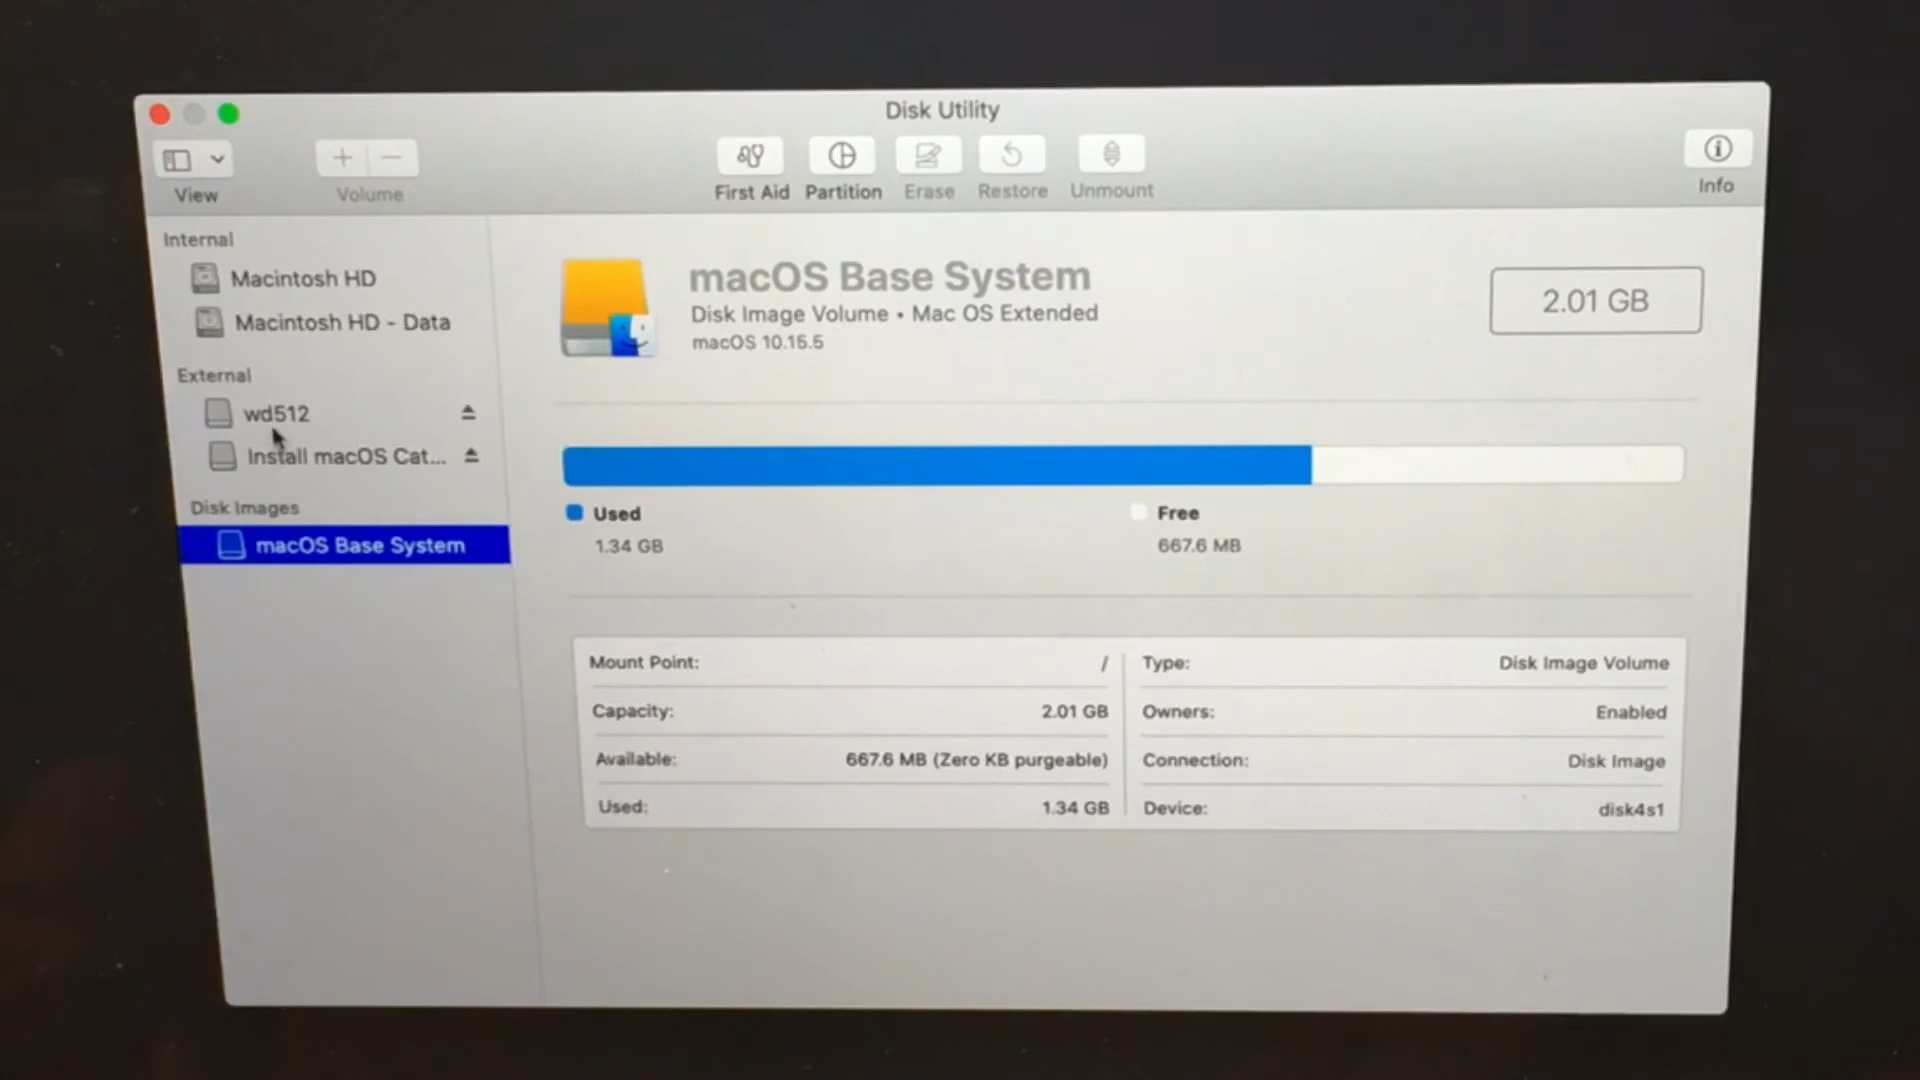 Disk Utility
View
Volume
First Aid
Partition
Erase
Restore
Unmount
Info
Internal
Macintosh HD
Macintosh HD - Data
External
wd512
Install macOS Cat...
Disk Images
macOS Base System
macOS Base System
Disk Image Volume • Mac OS Extended
macOS 10.15.5
2.01 GB
Used
1.34 GB
Free
667.6 MB
Mount Point: /
Capacity: 2.01 GB
Available: 667.6 MB (Zero KB purgeable)
Used: 1.34 GB
Type: Disk Image Volume
Owners: Enabled
Connection: Disk Image
Device: disk4s1